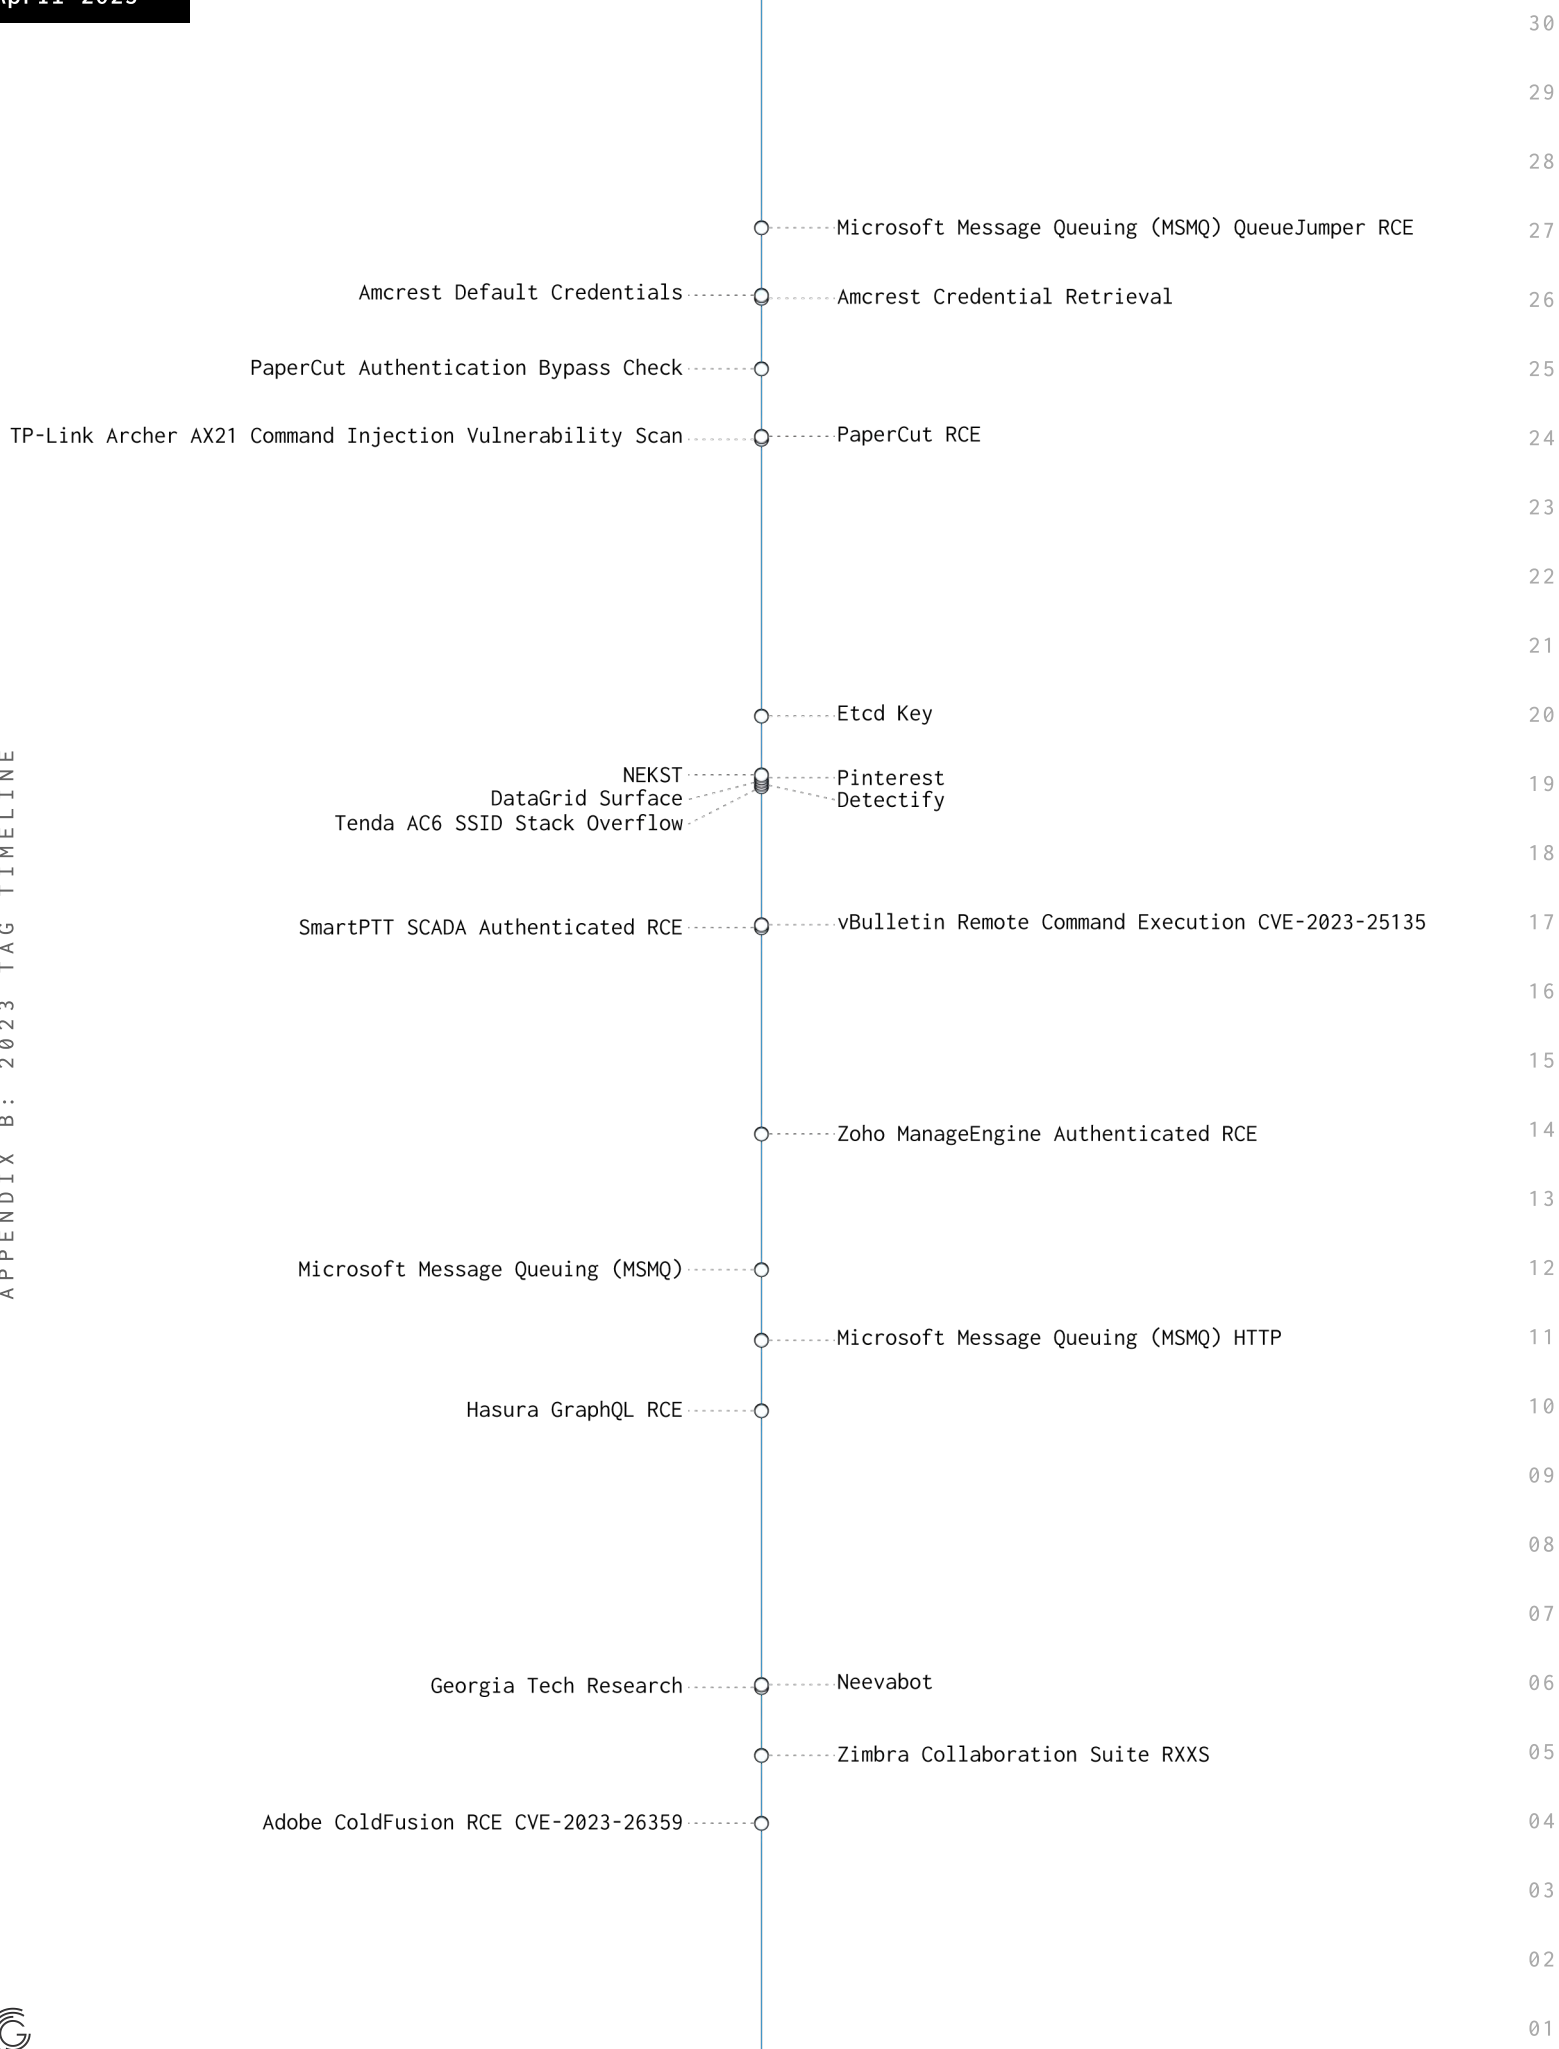 April 2023
30
29
28
Microsoft Message Queuing (MSMQ) QueueJumper RCE
27
Amcrest Default Credentials
Amcrest Credential Retrieval
26
PaperCut Authentication Bypass Check
25
TP-Link Archer AX21 Command Injection Vulnerability Scan
PaperCut RCE
24
23
22
21
Etcd Key
20
NEKST
Pinterest
19
DataGrid Surface
Detectify
Tenda AC6 SSID Stack Overflow
18
SmartPTT SCADA Authenticated RCE
vBulletin Remote Command Execution CVE-2023-25135
17
16
15
Zoho ManageEngine Authenticated RCE
14
13
Microsoft Message Queuing (MSMQ)
12
Microsoft Message Queuing (MSMQ) HTTP
11
Hasura GraphQL RCE
10
09
08
07
Georgia Tech Research
Neevabot
06
Zimbra Collaboration Suite RXXS
05
Adobe ColdFusion RCE CVE-2023-26359
04
03
02
01
APPENDIX B: 2023 TAG TIMELINE
G